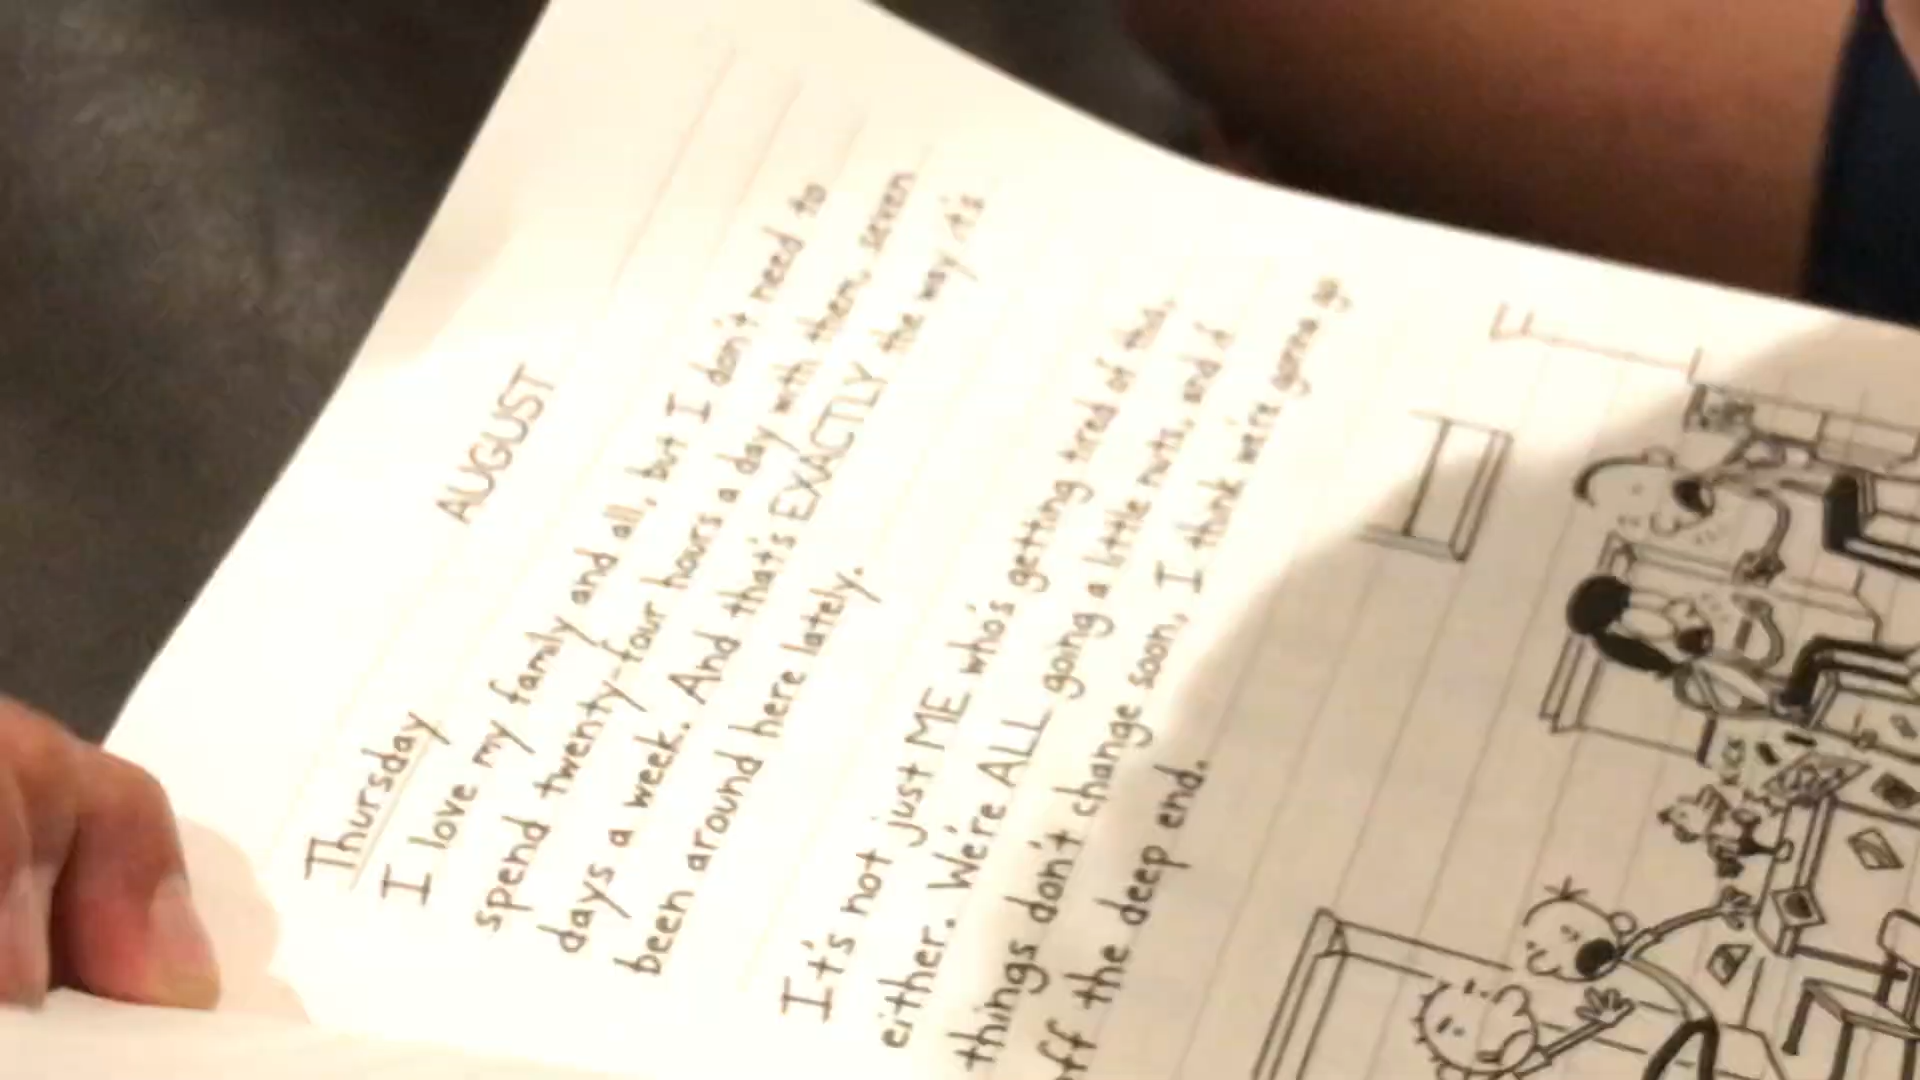 AUGUST
Thursday
I love my family and all, but I don't need to
spend twenty-four hours a day with them, seven
days a week. And that's EXACTLY the way it's
been around here lately.
It's not just ME who's getting tired of this,
either. We're ALL going a little nuts, and if
things don't change soon, I think we're gonna go
off the deep end.